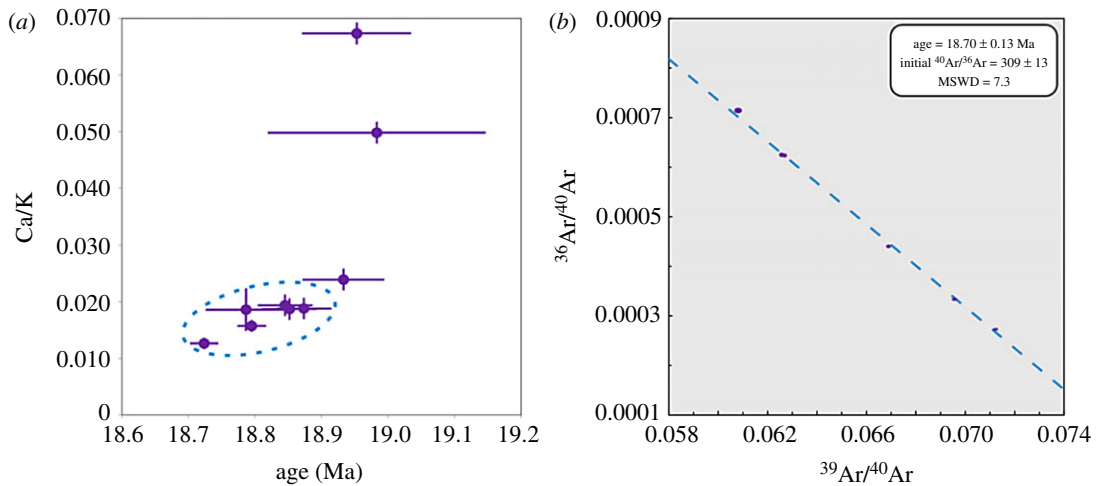 (a)
0.070
0.060
0.050
0.040
0.030
0.020
0.010
0
Ca/K
18.6 18.7 18.8 18.9 19.0 19.1 19.2
age (Ma)
(b)
0.0009
0.0007
0.0005
0.0003
0.0001
³⁶Ar/⁴⁰Ar
age = 18.70 ± 0.13 Ma
initial ⁴⁰Ar/³⁶Ar = 309 ± 13
MSWD = 7.3
0.058 0.062 0.066 0.070 0.074
³⁹Ar/⁴⁰Ar